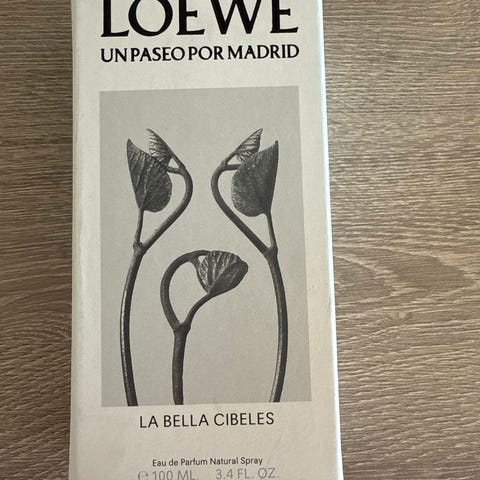 LOEWE
UN PASEO POR MADRID
LA BELLA CIBELES
Eau de Parfum Natural Spray
℮ 100 ML. 3.4 FL. OZ.